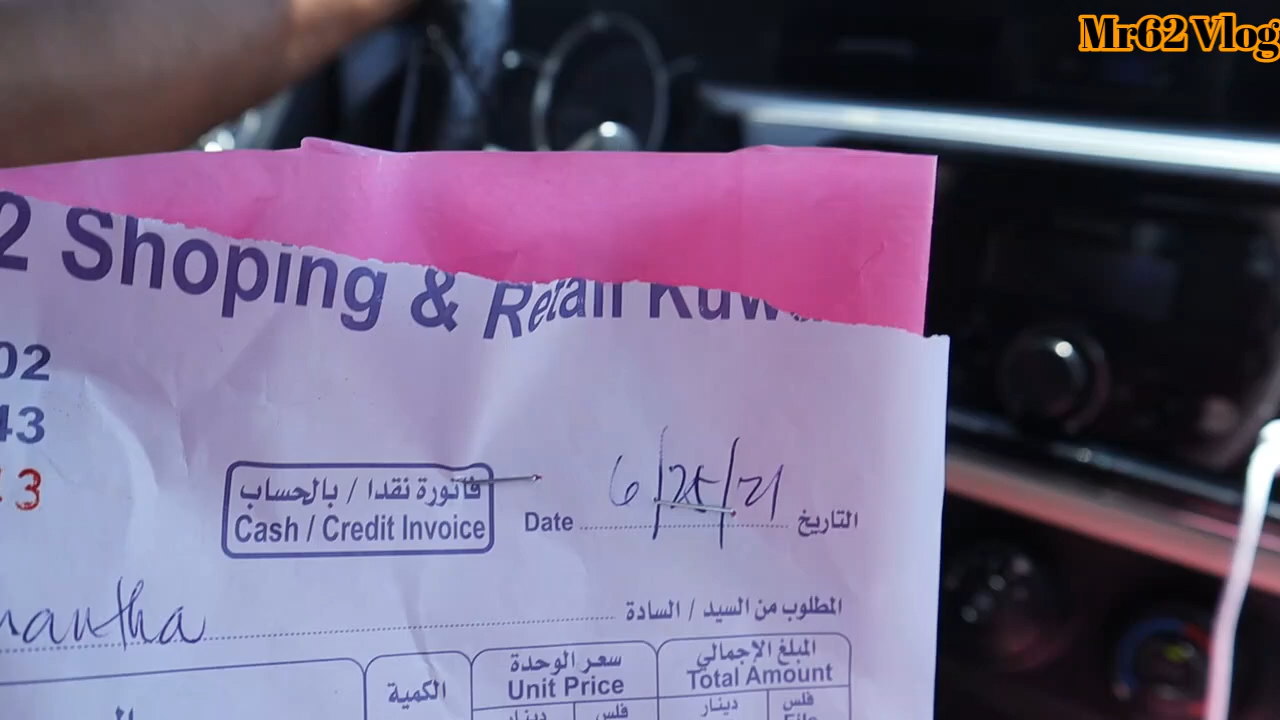 Mr62 Vlog
2 Shoping & Retail Kuw
02
43
3
فاتورة نقدا / بالحساب
Cash / Credit Invoice
Date 6/25/21 التاريخ
mantha المطلوب من السيد / السادة
الكمية
سعر الوحدة
Unit Price
المبلغ الإجمالي
Total Amount
فلس دينار
فلس دينار
Fils